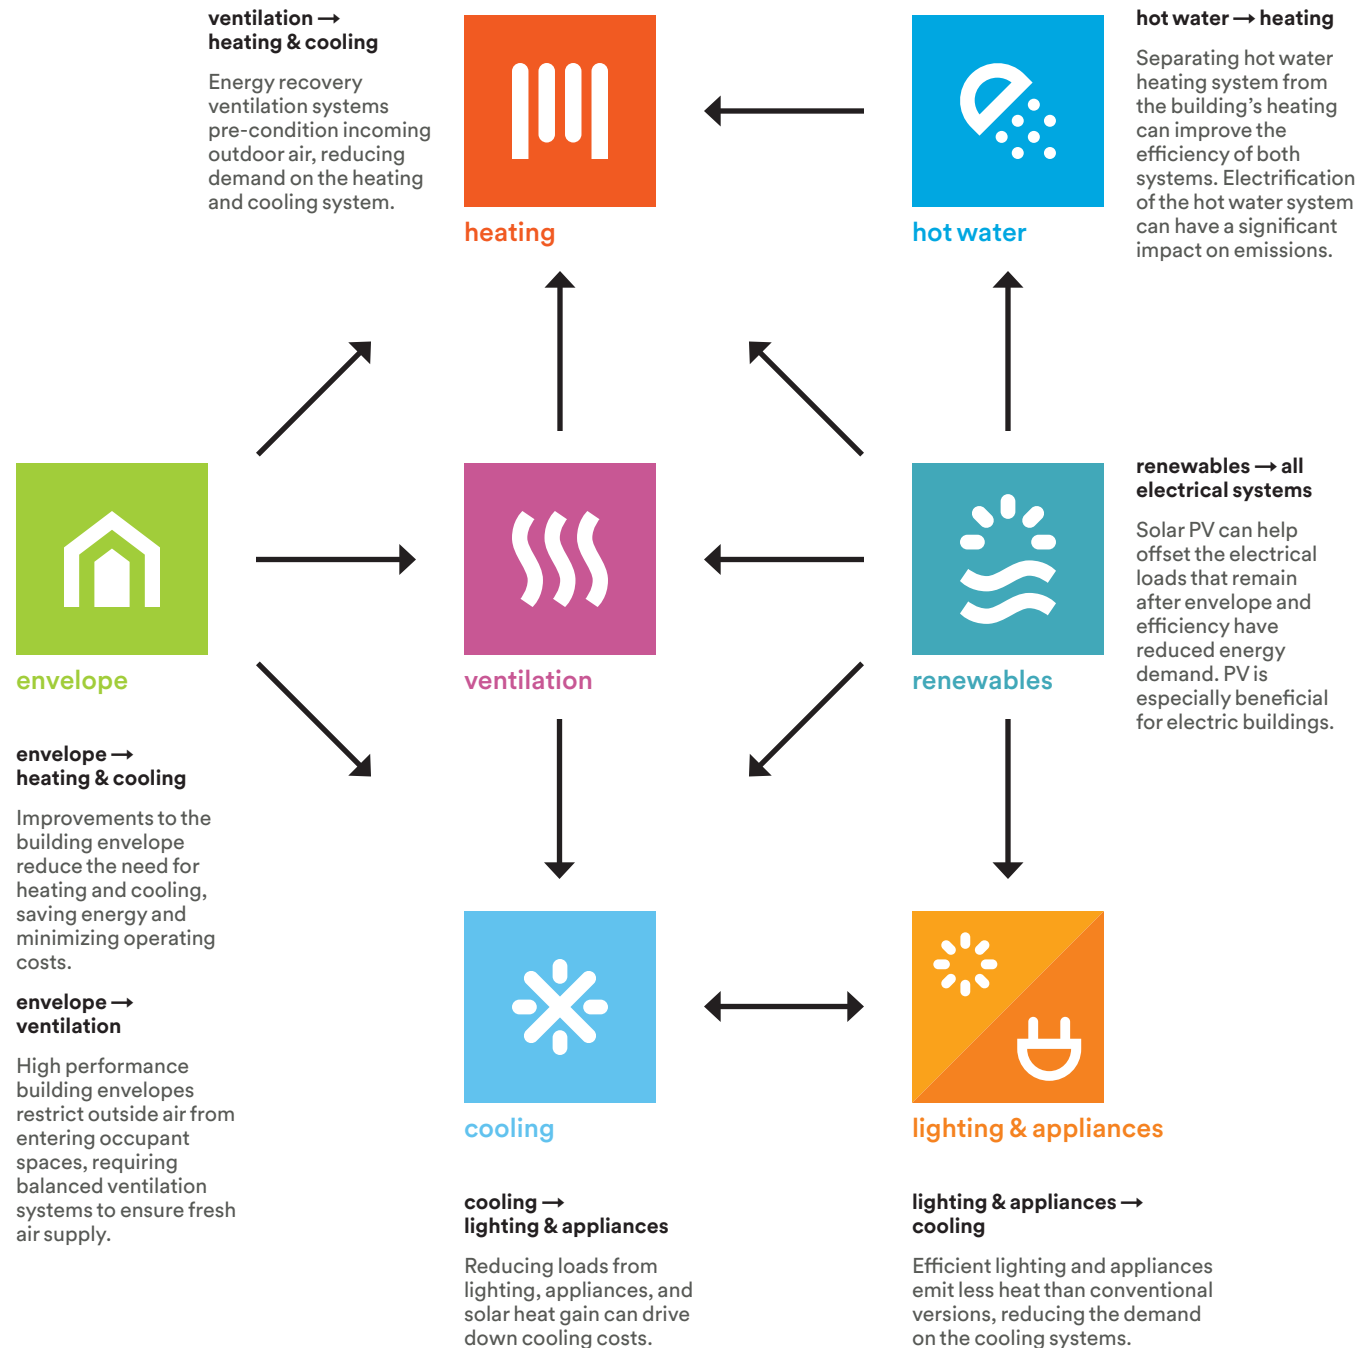 ventilation →
heating & cooling
Energy recovery
ventilation systems
pre-condition incoming
outdoor air, reducing
demand on the heating
and cooling system.
heating
hot water
hot water → heating
Separating hot water
heating system from
the building’s heating
can improve the
efficiency of both
systems. Electrification
of the hot water system
can have a significant
impact on emissions.
envelope
ventilation
renewables
renewables → all
electrical systems
Solar PV can help
offset the electrical
loads that remain
after envelope and
efficiency have
reduced energy
demand. PV is
especially beneficial
for electric buildings.
envelope →
heating & cooling
Improvements to the
building envelope
reduce the need for
heating and cooling,
saving energy and
minimizing operating
costs.
envelope →
ventilation
High performance
building envelopes
restrict outside air from
entering occupant
spaces, requiring
balanced ventilation
systems to ensure fresh
air supply.
cooling
lighting & appliances
cooling →
lighting & appliances
Reducing loads from
lighting, appliances, and
solar heat gain can drive
down cooling costs.
lighting & appliances →
cooling
Efficient lighting and appliances
emit less heat than conventional
versions, reducing the demand
on the cooling systems.